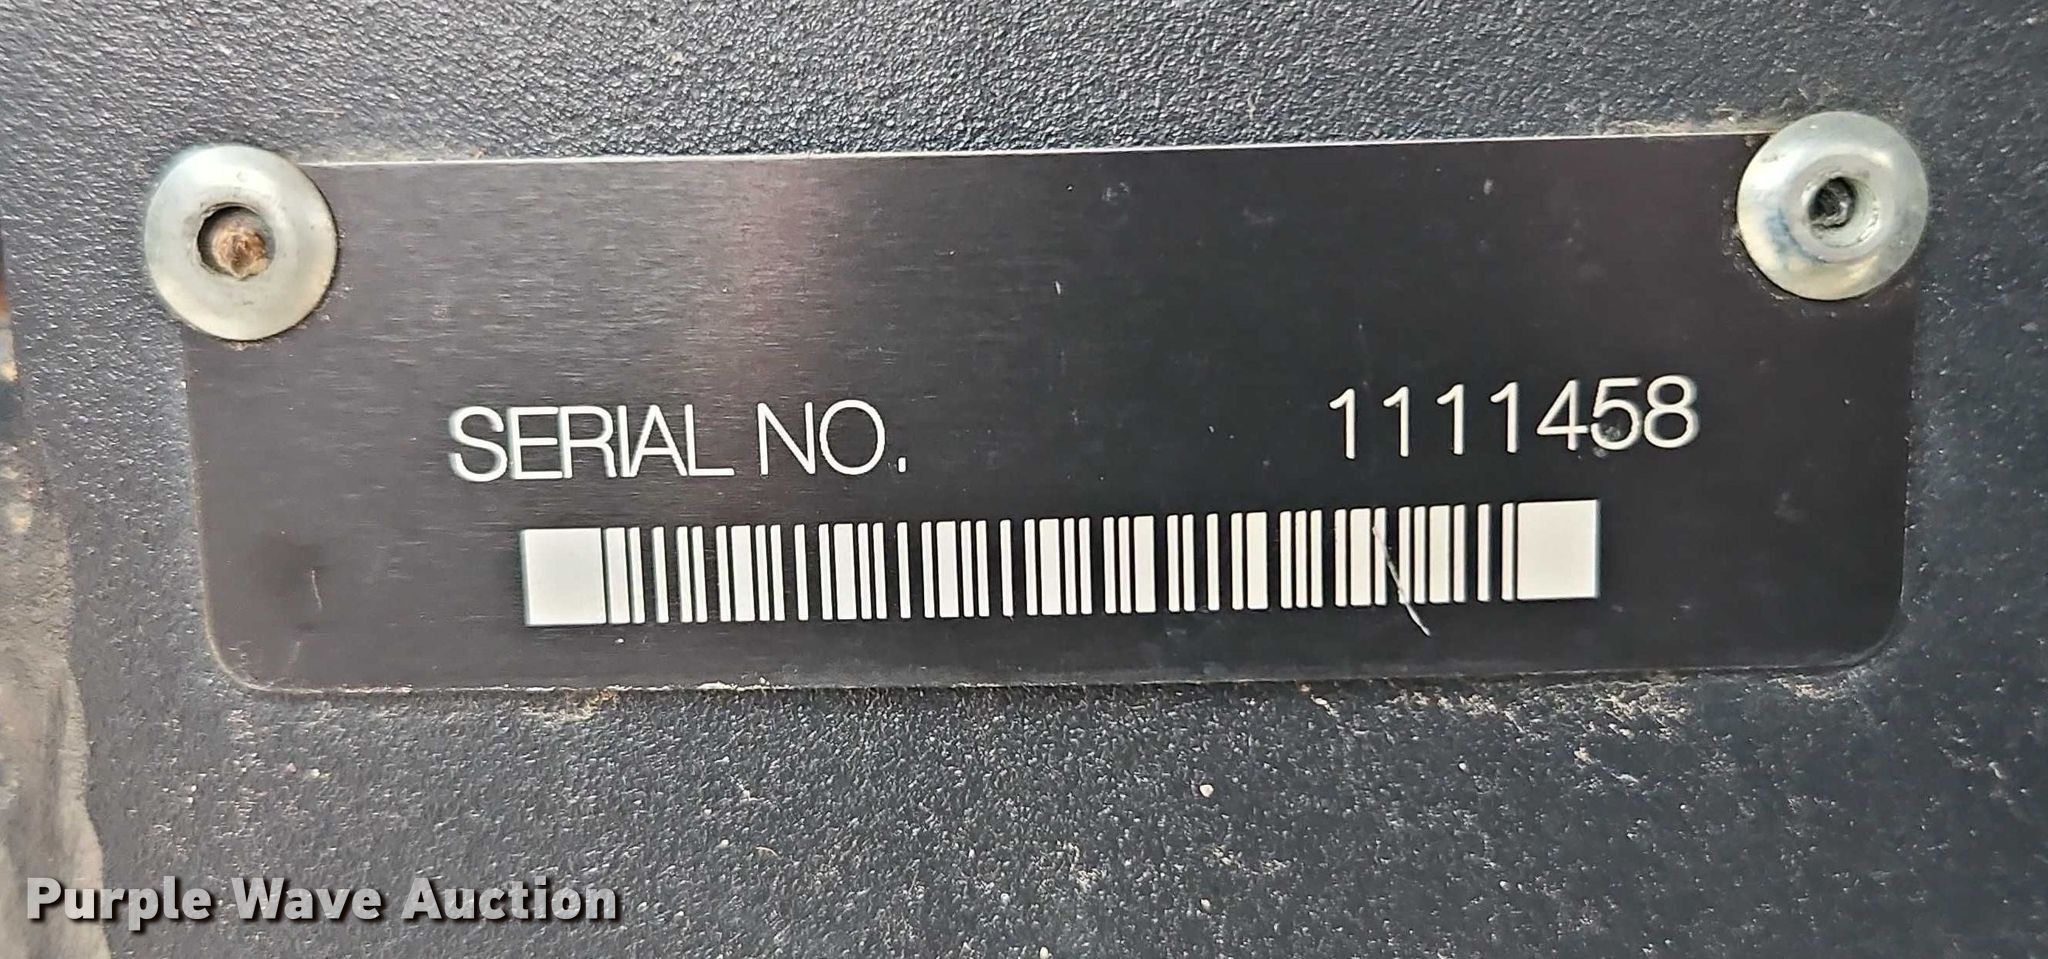 SERIAL NO. 1111458
Purple Wave Auction